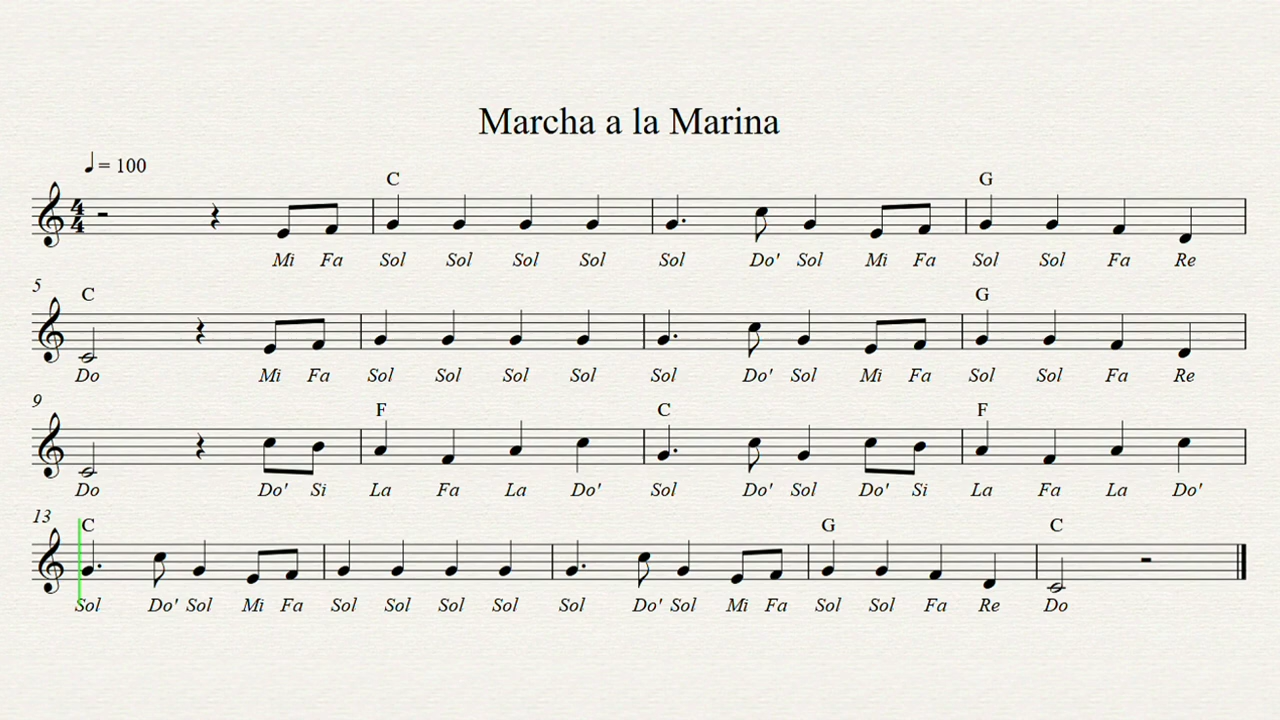 Marcha a la Marina
♩ = 100
4/4
C G
Mi Fa Sol Sol Sol Sol Sol Do' Sol Mi Fa Sol Sol Fa Re
5
C G
Do Mi Fa Sol Sol Sol Sol Sol Do' Sol Mi Fa Sol Sol Fa Re
9
F C F
Do Do' Si La Fa La Do' Sol Do' Sol Do' Si La Fa La Do'
13
C G C
Sol Do' Sol Mi Fa Sol Sol Sol Sol Sol Do' Sol Mi Fa Sol Sol Fa Re Do